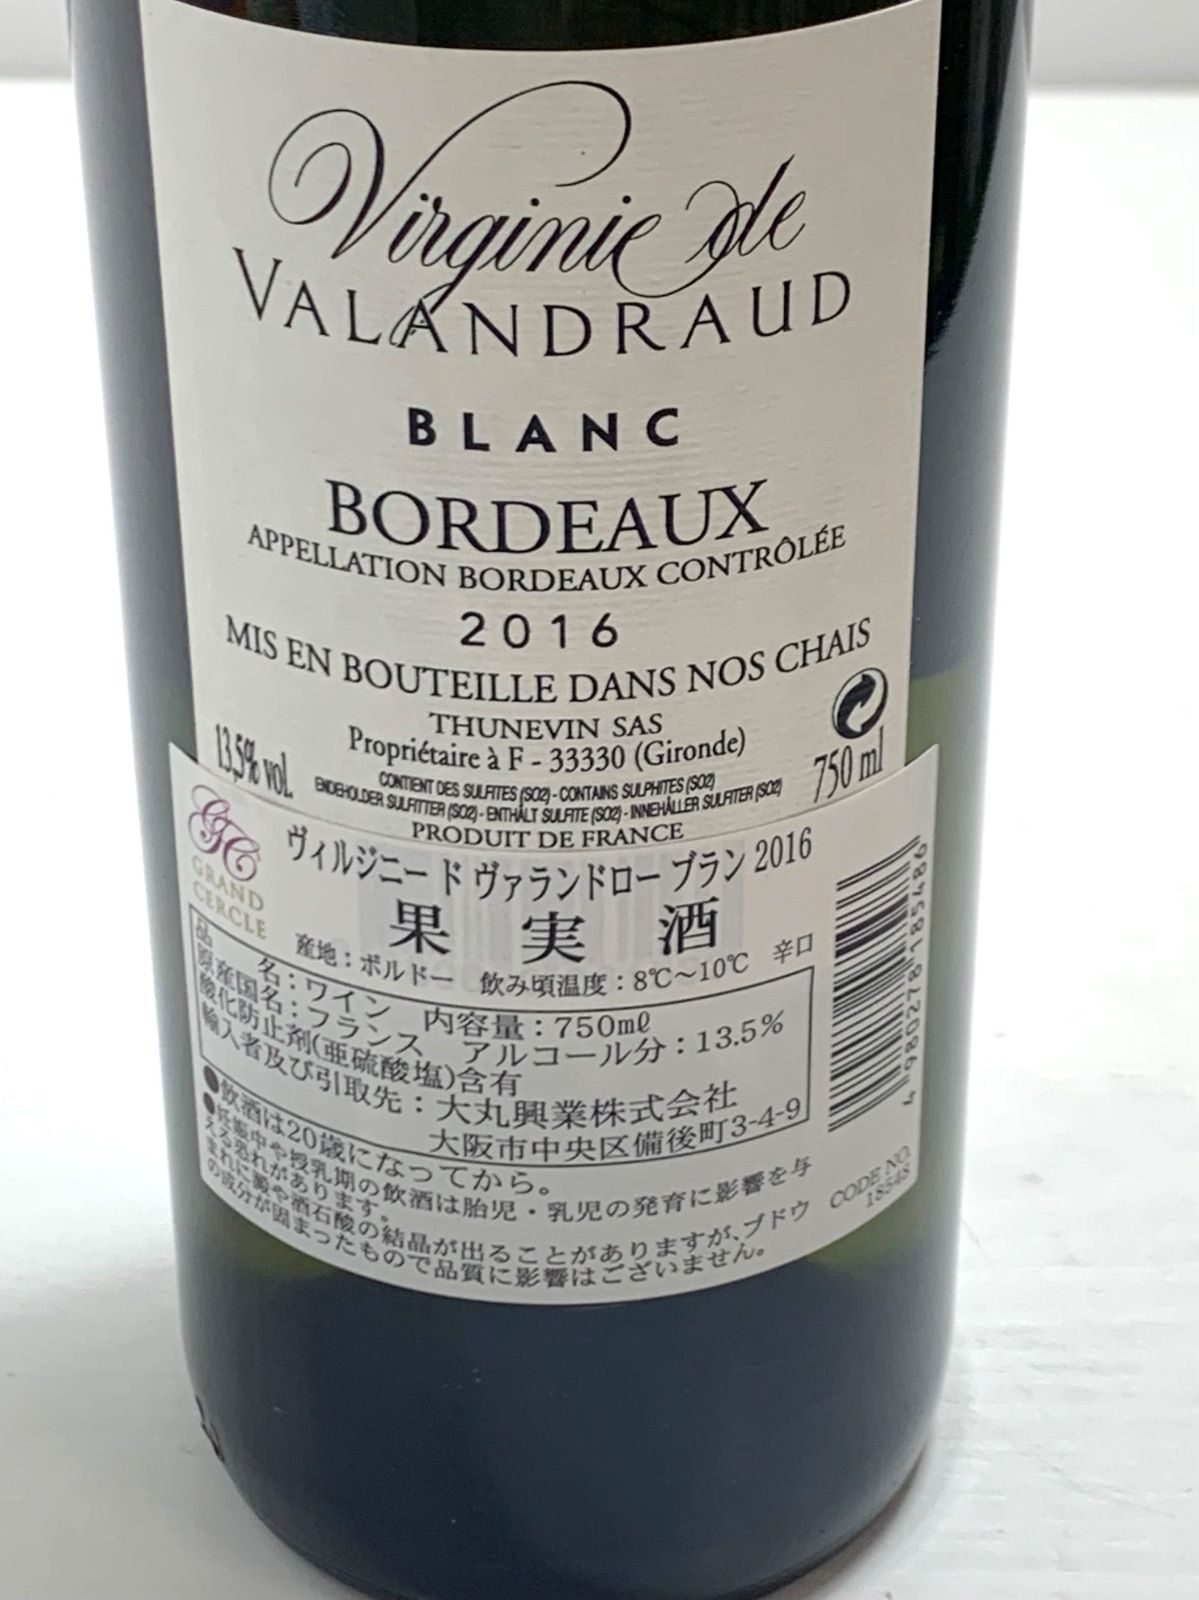 Virginie de
VALANDRAUD
BLANC
BORDEAUX
APPELLATION BORDEAUX CONTRÔLÉE
2016
MIS EN BOUTEILLE DANS NOS CHAIS
THUNEVIN SAS
Propriétaire à F - 33330 (Gironde)
13,5% vol.
750 ml
CONTIENT DES SULFITES (SO2) - CONTAINS SULPHITES (SO2)
ENDEHOLDER SULFITTER (SO2) - ENTHÄLT SULFITE (SO2) - INNEHÅLLER SULFITER (SO2)
PRODUIT DE FRANCE
GC
GRAND
CERCLE
ヴィルジニー ド ヴァランドロー ブラン 2016
果実酒
産地：ボルドー 飲み頃温度：8℃～10℃ 辛口
品名：ワイン 内容量：750mℓ
原産国名：フランス アルコール分：13.5%
酸化防止剤(亜硫酸塩)含有
輸入者及び引取先：大丸興業株式会社
大阪市中央区備後町3-4-9
●飲酒は20歳になってから。
●妊娠中や授乳期の飲酒は胎児・乳児の発育に影響を与
える恐れがあります。
まれに澱や酒石酸の結晶が出ることがありますが、ブドウ
の成分が固まったもので品質に影響はございません。
4 980278 185486
CODE NO.
18548